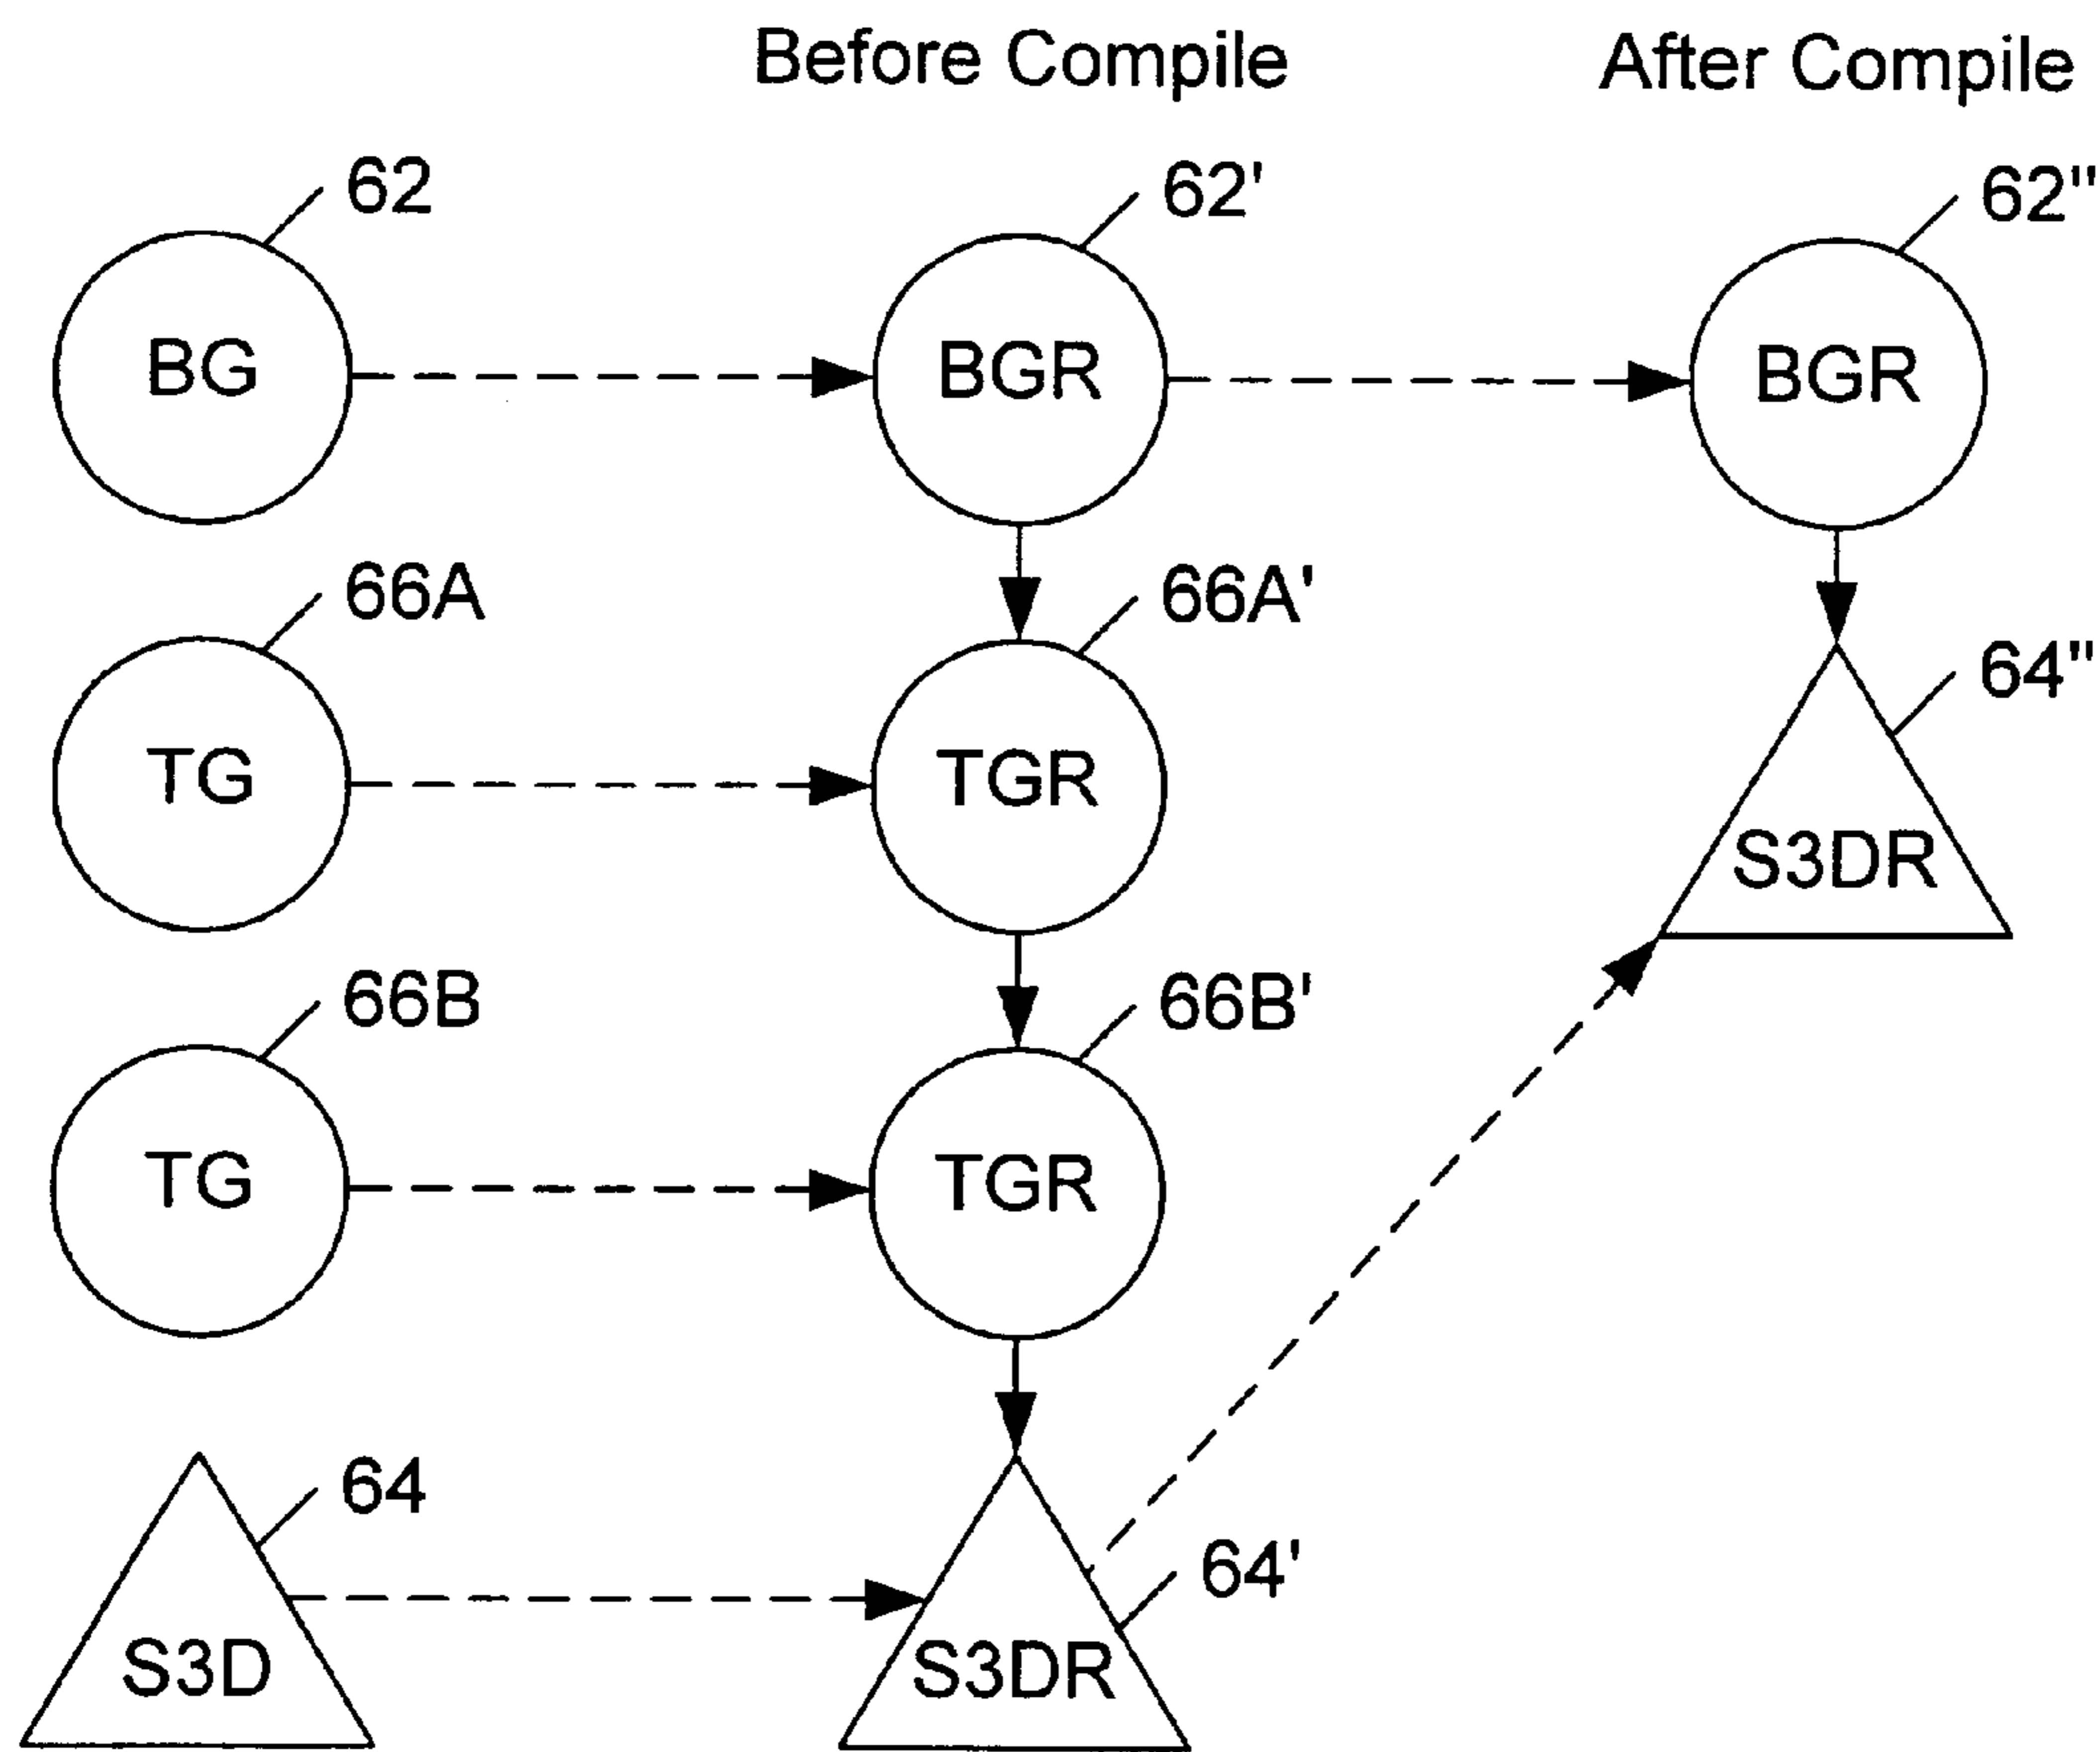 Before Compile
After Compile
62
62'
62"
BG
BGR
BGR
66A
66A'
64"
TG
TGR
S3DR
66B
66B'
TG
TGR
64
64'
S3D
S3DR